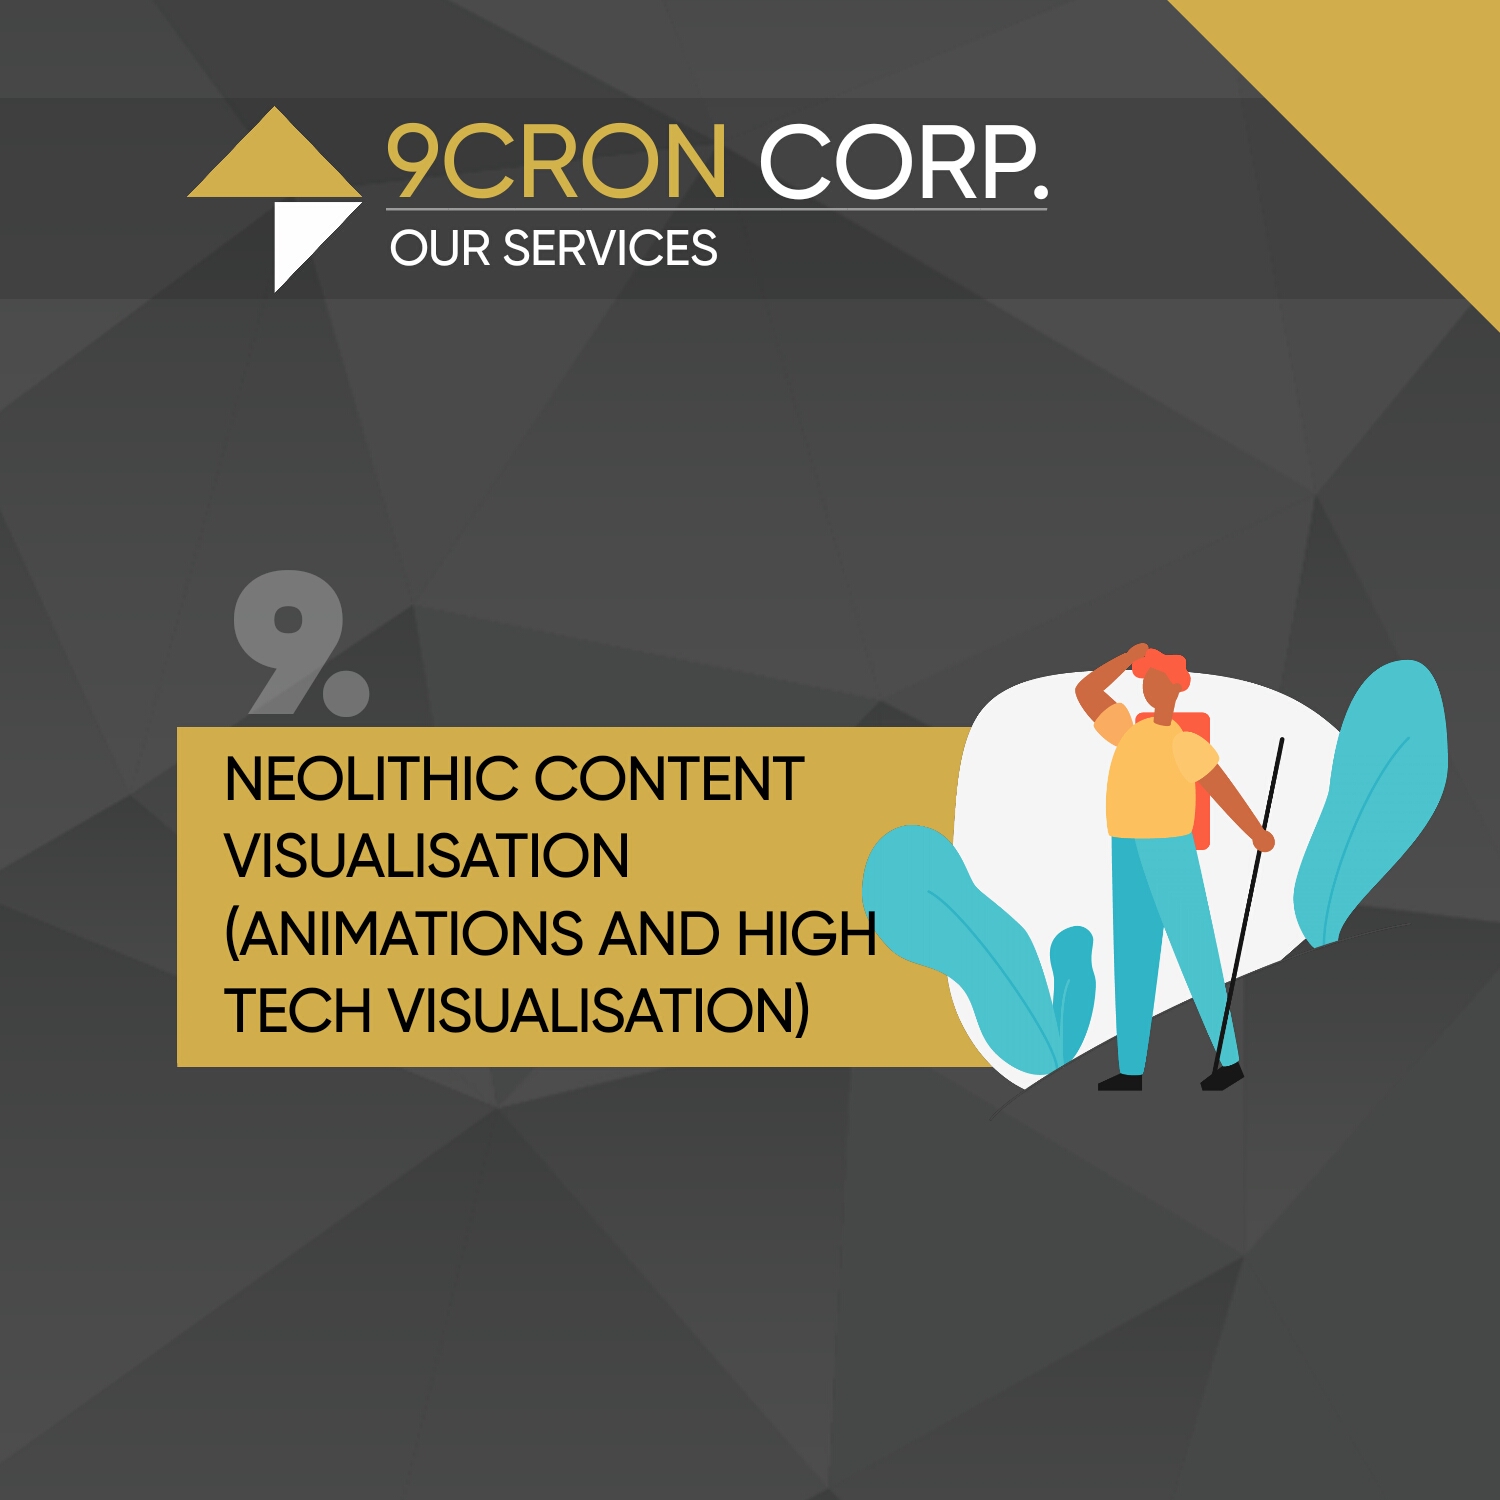 9CRON CORP.
OUR SERVICES
9.
NEOLITHIC CONTENT
VISUALISATION
(ANIMATIONS AND HIGH
TECH VISUALISATION)